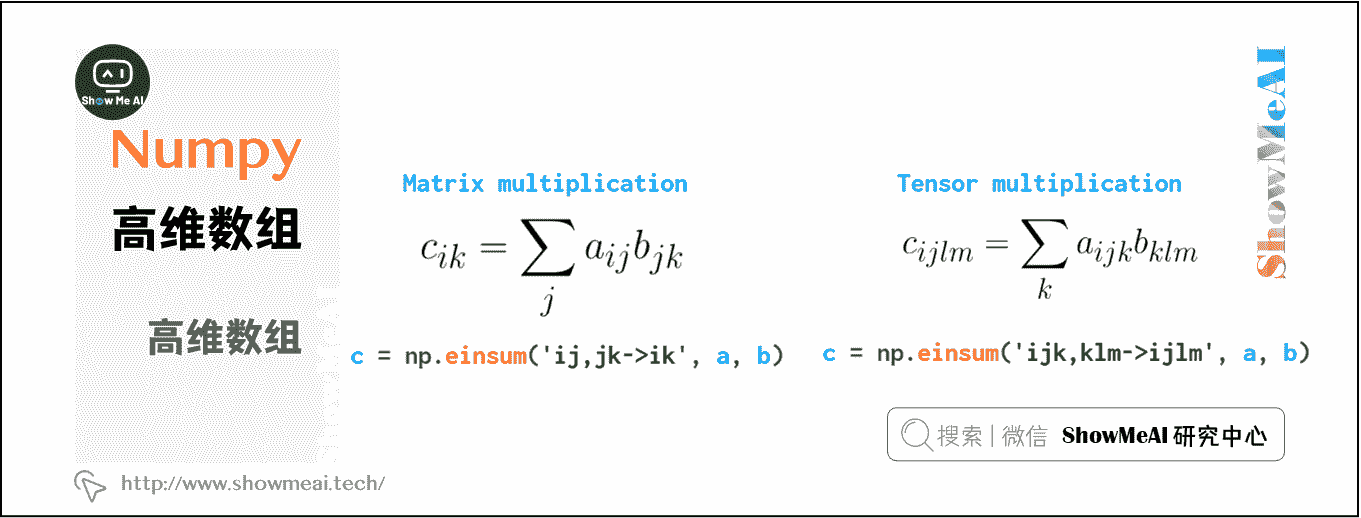 Show Me AI
Numpy
高维数组
高维数组
Matrix multiplication
c_{ik} = \sum_{j} a_{ij} b_{jk}
c = np.einsum('ij,jk->ik', a, b)
Tensor multiplication
c_{ijlm} = \sum_{k} a_{ijk} b_{klm}
c = np.einsum('ijk,klm->ijlm', a, b)
ShowMeAI
搜索 | 微信 ShowMeAI 研究中心
http://www.showmeai.tech/